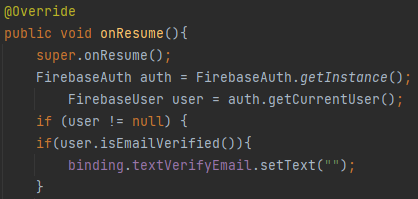 @Override
public void onResume(){
super.onResume();
FirebaseAuth auth = FirebaseAuth.getInstance();
FirebaseUser user = auth.getCurrentUser();
if (user != null) {
if(user.isEmailVerified()){
binding.textVerifyEmail.setText("");
}